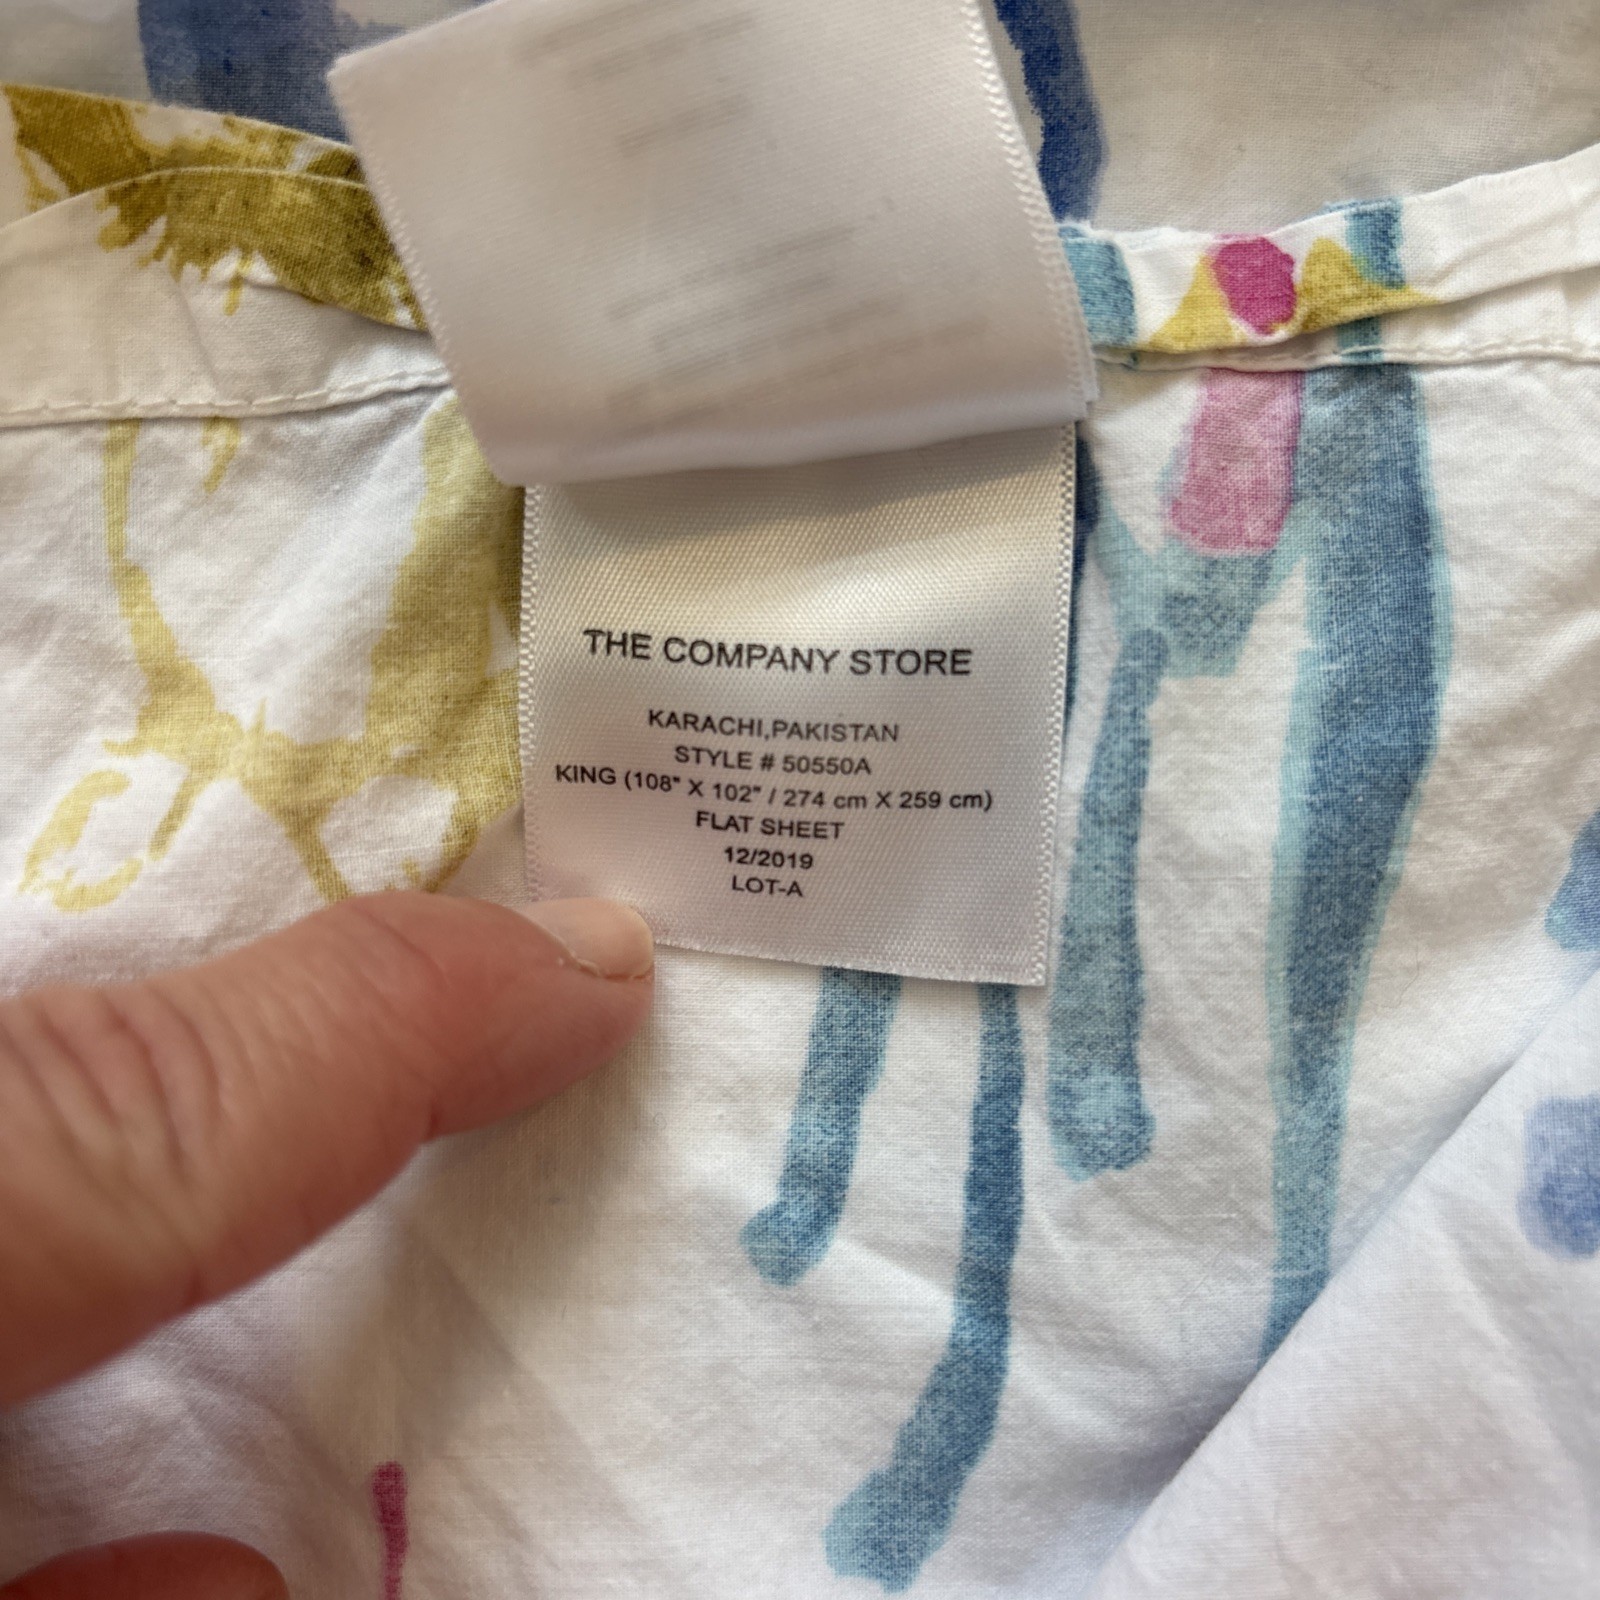 THE COMPANY STORE
KARACHI,PAKISTAN
STYLE # 50550A
KING (108" X 102" / 274 cm X 259 cm)
FLAT SHEET
12/2019
LOT-A